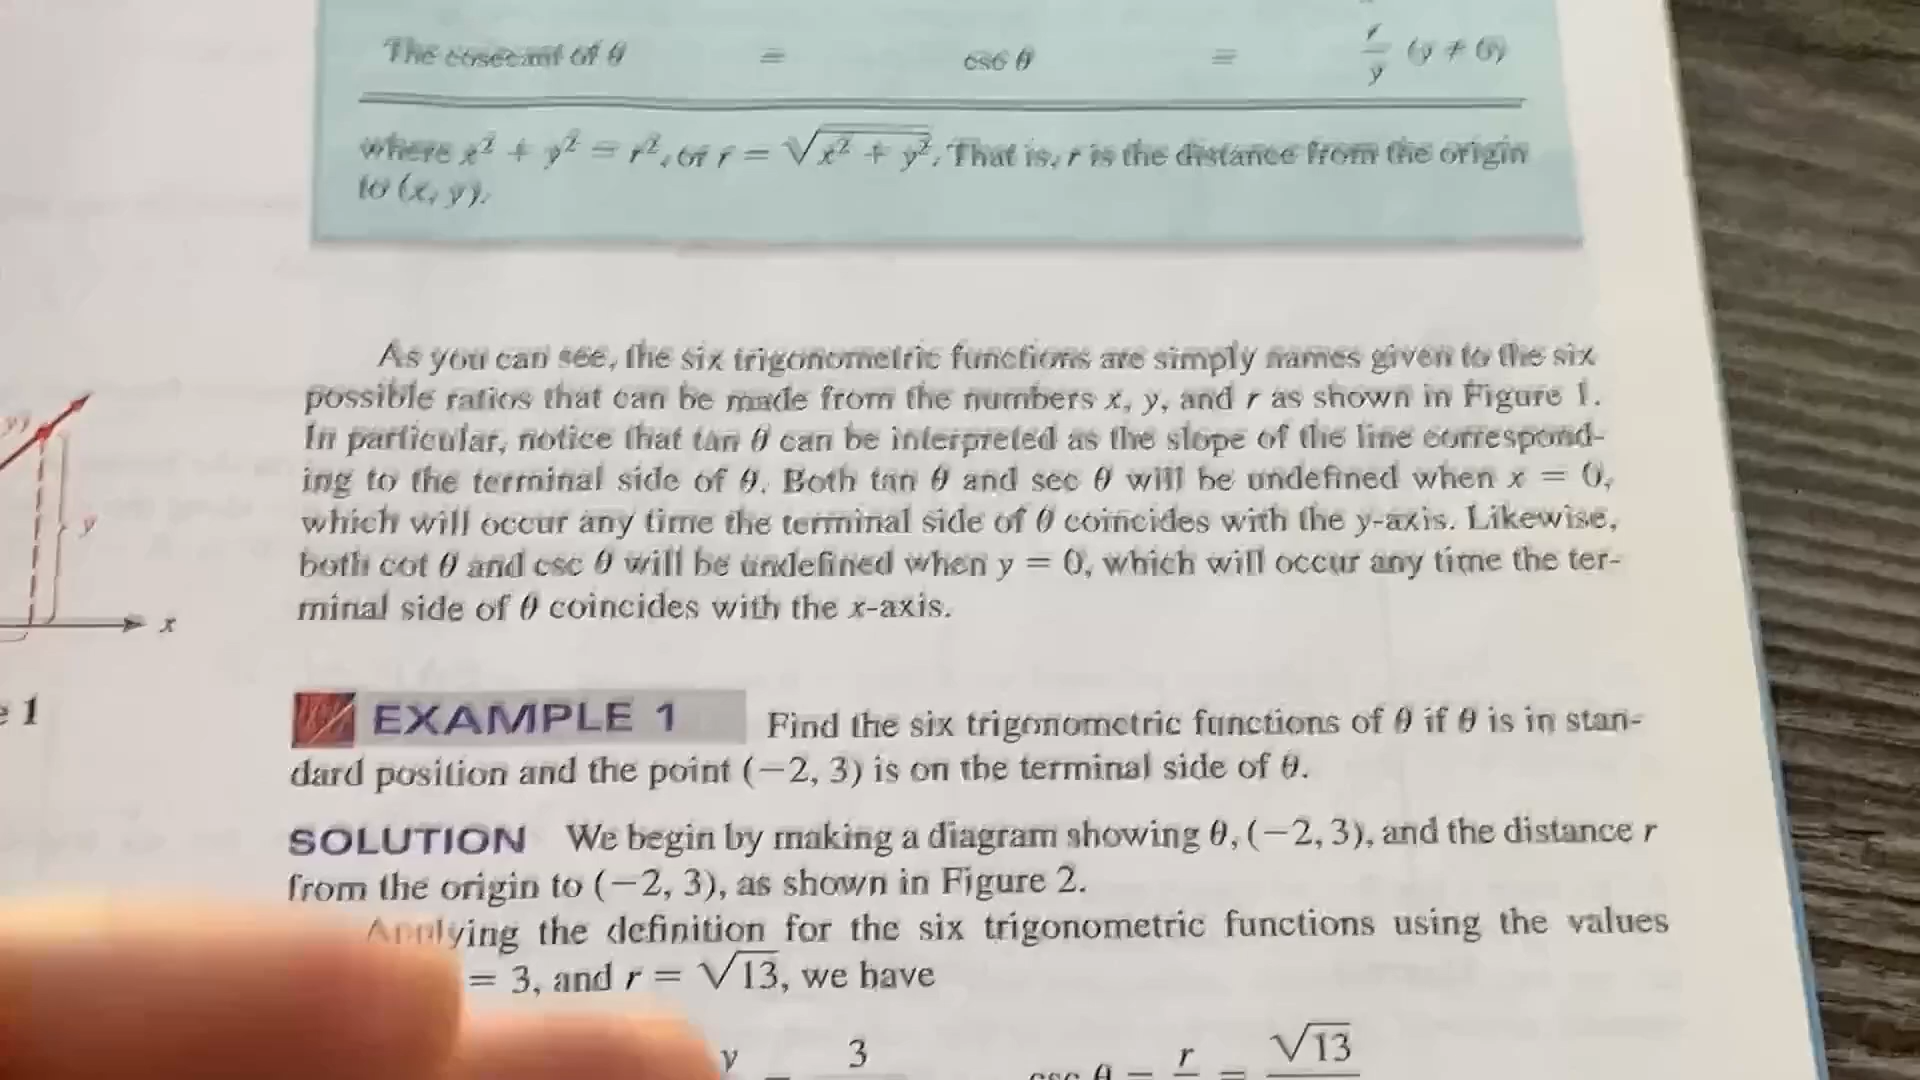 The cosecant of θ = csc θ = r/y (y ≠ 0)
where x² + y² = r², or r = √x² + y². That is, r is the distance from the origin
to (x, y).
As you can see, the six trigonometric functions are simply names given to the six
possible ratios that can be made from the numbers x, y, and r as shown in Figure 1.
In particular, notice that tan θ can be interpreted as the slope of the line correspond-
ing to the terminal side of θ. Both tan θ and sec θ will be undefined when x = 0,
which will occur any time the terminal side of θ coincides with the y-axis. Likewise,
both cot θ and csc θ will be undefined when y = 0, which will occur any time the ter-
minal side of θ coincides with the x-axis.
y
x
1
EXAMPLE 1 Find the six trigonometric functions of θ if θ is in stan-
dard position and the point (−2, 3) is on the terminal side of θ.
SOLUTION We begin by making a diagram showing θ, (−2, 3), and the distance r
from the origin to (−2, 3), as shown in Figure 2.
Applying the definition for the six trigonometric functions using the values
= 3, and r = √13, we have
y = 3 csc θ = r = √13